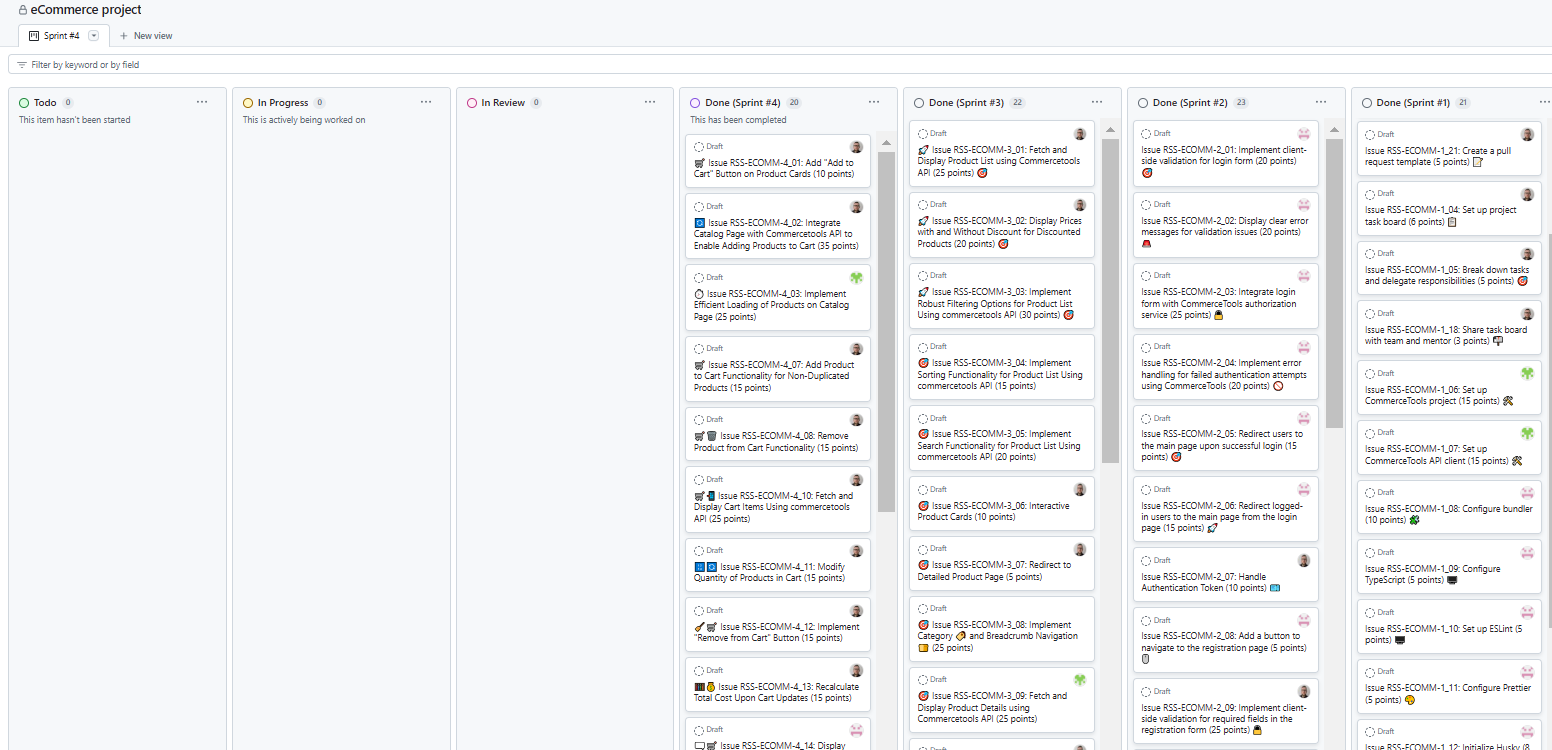 eCommerce project
Sprint #4
New view
Filter by keyword or by field
Todo 0
This item hasn't been started
In Progress 0
This is actively being worked on
In Review 0
Done (Sprint #4) 20
This has been completed
Draft
Issue RSS-ECOMM-4_01: Add "Add to
Cart" Button on Product Cards (10 points)
Draft
Issue RSS-ECOMM-4_02: Integrate
Catalog Page with Commercetools API to
Enable Adding Products to Cart (35 points)
Draft
Issue RSS-ECOMM-4_03: Implement
Efficient Loading of Products on Catalog
Page (25 points)
Draft
Issue RSS-ECOMM-4_07: Add Product
to Cart Functionality for Non-Duplicated
Products (15 points)
Draft
Issue RSS-ECOMM-4_08: Remove
Product from Cart Functionality (15 points)
Draft
Issue RSS-ECOMM-4_10: Fetch and
Display Cart Items Using commercetools
API (25 points)
Draft
Issue RSS-ECOMM-4_11: Modify
Quantity of Products in Cart (15 points)
Draft
Issue RSS-ECOMM-4_12: Implement
"Remove from Cart" Button (15 points)
Draft
Issue RSS-ECOMM-4_13: Recalculate
Total Cost Upon Cart Updates (15 points)
Draft
Issue RSS-ECOMM-4_14: Display
Done (Sprint #3) 22
Draft
Issue RSS-ECOMM-3_01: Fetch and
Display Product List using Commercetools
API (25 points)
Draft
Issue RSS-ECOMM-3_02: Display Prices
with and Without Discount for Discounted
Products (20 points)
Draft
Issue RSS-ECOMM-3_03: Implement
Robust Filtering Options for Product List
Using commercetools API (30 points)
Draft
Issue RSS-ECOMM-3_04: Implement
Sorting Functionality for Product List Using
commercetools API (15 points)
Draft
Issue RSS-ECOMM-3_05: Implement
Search Functionality for Product List Using
commercetools API (20 points)
Draft
Issue RSS-ECOMM-3_06: Interactive
Product Cards (10 points)
Draft
Issue RSS-ECOMM-3_07: Redirect to
Detailed Product Page (5 points)
Draft
Issue RSS-ECOMM-3_08: Implement
Category and Breadcrumb Navigation
(25 points)
Draft
Issue RSS-ECOMM-3_09: Fetch and
Display Product Details using
Commercetools API (25 points)
Draft
Done (Sprint #2) 23
Draft
Issue RSS-ECOMM-2_01: Implement client-
side validation for login form (20 points)
Draft
Issue RSS-ECOMM-2_02: Display clear error
messages for validation issues (20 points)
Draft
Issue RSS-ECOMM-2_03: Integrate login
form with CommerceTools authorization
service (25 points)
Draft
Issue RSS-ECOMM-2_04: Implement error
handling for failed authentication attempts
using CommerceTools (20 points)
Draft
Issue RSS-ECOMM-2_05: Redirect users to
the main page upon successful login (15
points)
Draft
Issue RSS-ECOMM-2_06: Redirect logged-
in users to the main page from the login
page (15 points)
Draft
Issue RSS-ECOMM-2_07: Handle
Authentication Token (10 points)
Draft
Issue RSS-ECOMM-2_08: Add a button to
navigate to the registration page (5 points)
Draft
Issue RSS-ECOMM-2_09: Implement client-
side validation for required fields in the
registration form (25 points)
Done (Sprint #1) 21
Draft
Issue RSS-ECOMM-1_21: Create a pull
request template (5 points)
Draft
Issue RSS-ECOMM-1_04: Set up project
task board (6 points)
Draft
Issue RSS-ECOMM-1_05: Break down tasks
and delegate responsibilities (5 points)
Draft
Issue RSS-ECOMM-1_18: Share task board
with team and mentor (3 points)
Draft
Issue RSS-ECOMM-1_06: Set up
CommerceTools project (15 points)
Draft
Issue RSS-ECOMM-1_07: Set up
CommerceTools API client (15 points)
Draft
Issue RSS-ECOMM-1_08: Configure bundler
(10 points)
Draft
Issue RSS-ECOMM-1_09: Configure
TypeScript (5 points)
Draft
Issue RSS-ECOMM-1_10: Set up ESLint (5
points)
Draft
Issue RSS-ECOMM-1_11: Configure Prettier
(5 points)
Draft
Issue RSS-ECOMM-1_12: Initialize Husky (8